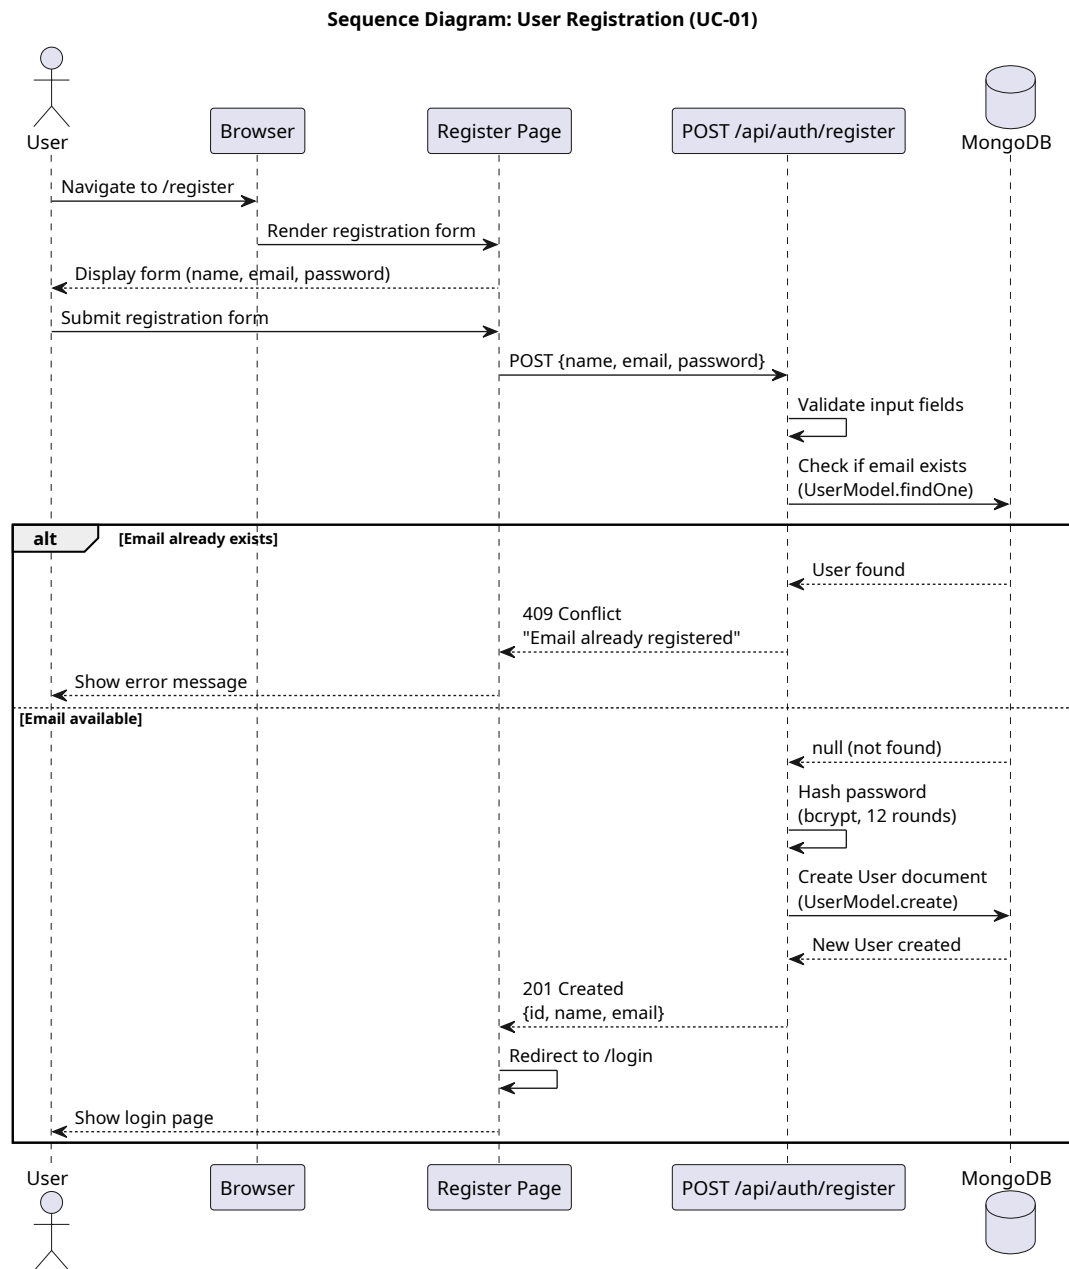 Sequence Diagram: User Registration (UC-01)
User
Browser
Register Page
POST /api/auth/register
MongoDB
Navigate to /register
Render registration form
Display form (name, email, password)
Submit registration form
POST {name, email, password}
Validate input fields
Check if email exists
(UserModel.findOne)
alt
[Email already exists]
User found
409 Conflict
"Email already registered"
Show error message
[Email available]
null (not found)
Hash password
(bcrypt, 12 rounds)
Create User document
(UserModel.create)
New User created
201 Created
{id, name, email}
Redirect to /login
Show login page
User
Browser
Register Page
POST /api/auth/register
MongoDB